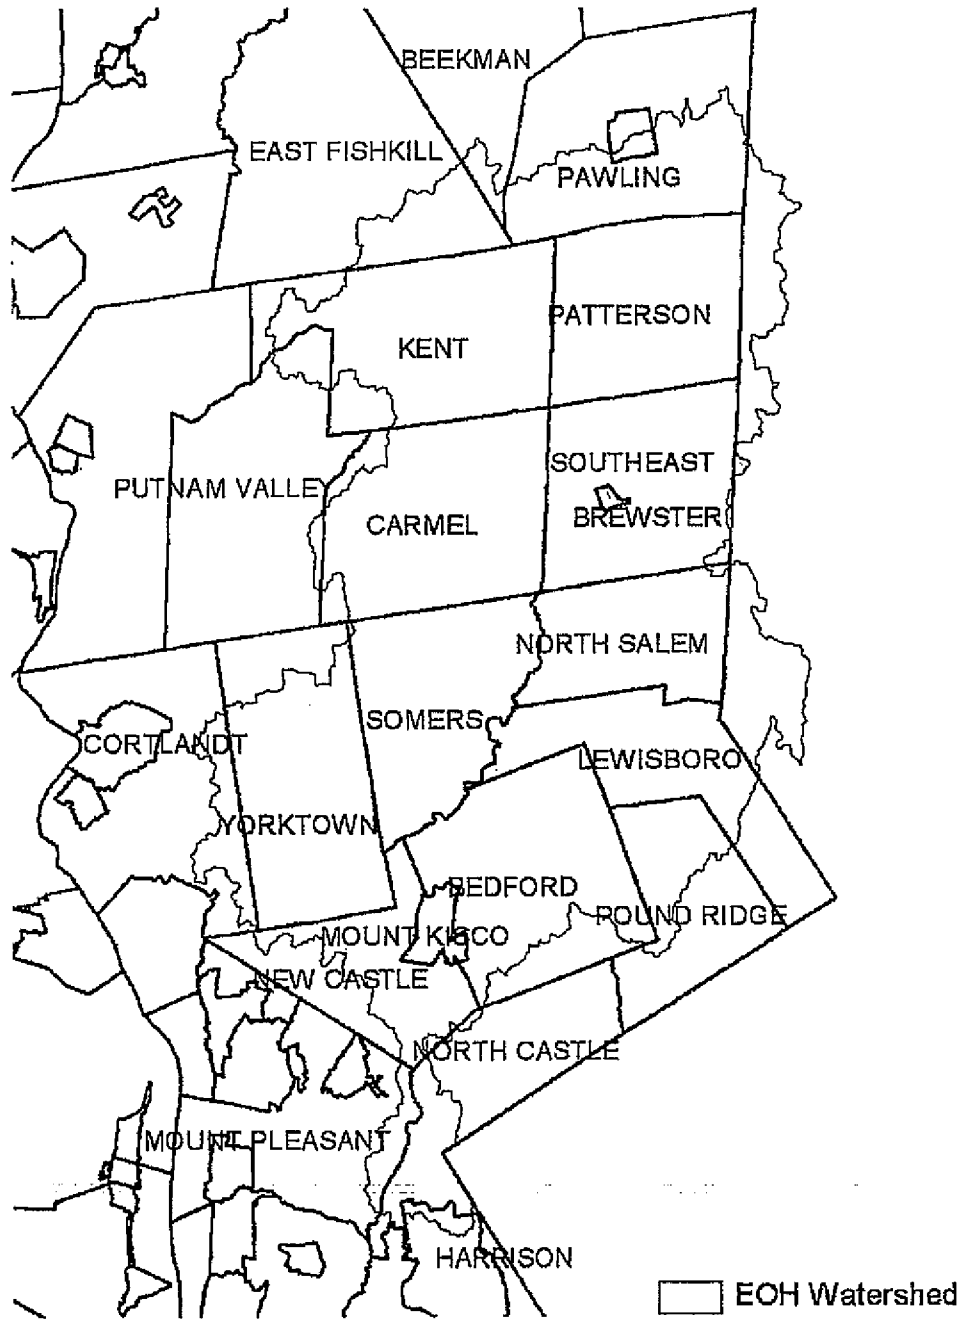 BEEKMAN
EAST FISHKILL
PAWLING
PATTERSON
KENT
SOUTHEAST
PUTNAM VALLEY
BREWSTER
CARMEL
NORTH SALEM
SOMERS
CORTLANDT
LEWISBORO
YORKTOWN
BEDFORD
POUND RIDGE
MOUNT KISCO
NEW CASTLE
NORTH CASTLE
MOUNT PLEASANT
HARRISON
EOH Watershed